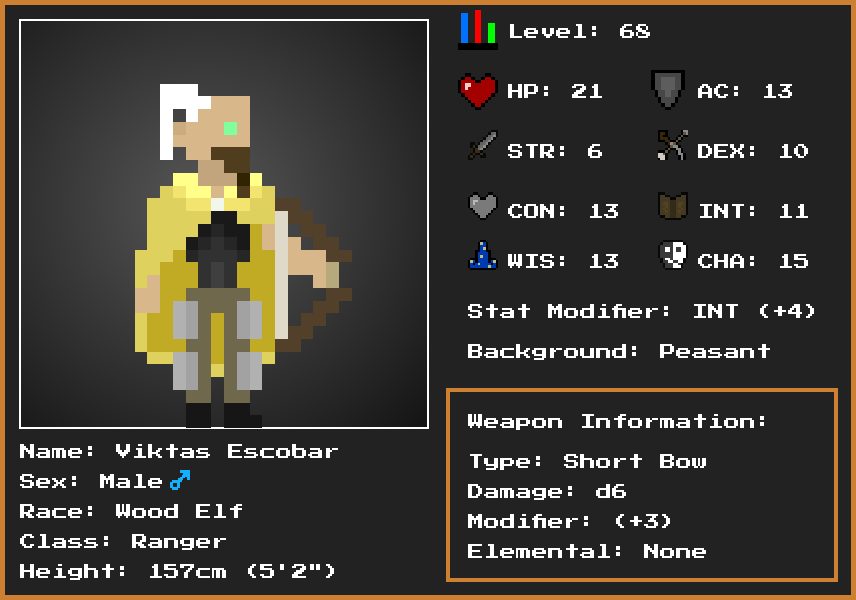 Level: 68
HP: 21
AC: 13
STR: 6
DEX: 10
CON: 13
INT: 11
WIS: 13
CHA: 15
Stat Modifier: INT (+4)
Background: Peasant
Weapon Information:
Type: Short Bow
Damage: d6
Modifier: (+3)
Elemental: None
Name: Viktas Escobar
Sex: Male♂
Race: Wood Elf
Class: Ranger
Height: 157cm (5'2")